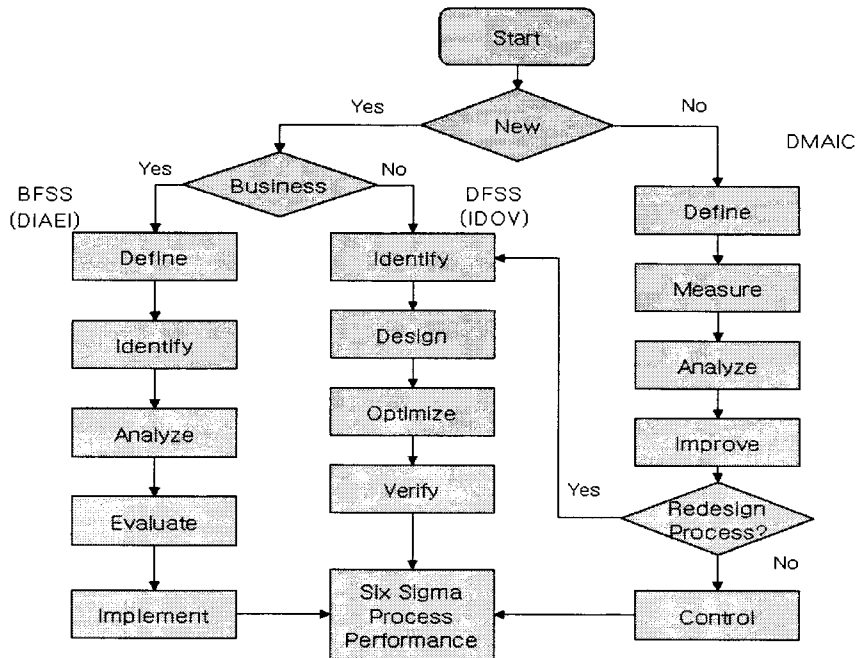 Start
Yes
New
No
DMAIC
BFSS
(DIAEI)
Yes
Business
No
DFSS
(IDOV)
Define
Identify
Analyze
Evaluate
Implement
Identify
Design
Optimize
Verify
Six Sigma
Process
Performance
Define
Measure
Analyze
Improve
Redesign
Process?
Yes
No
Control